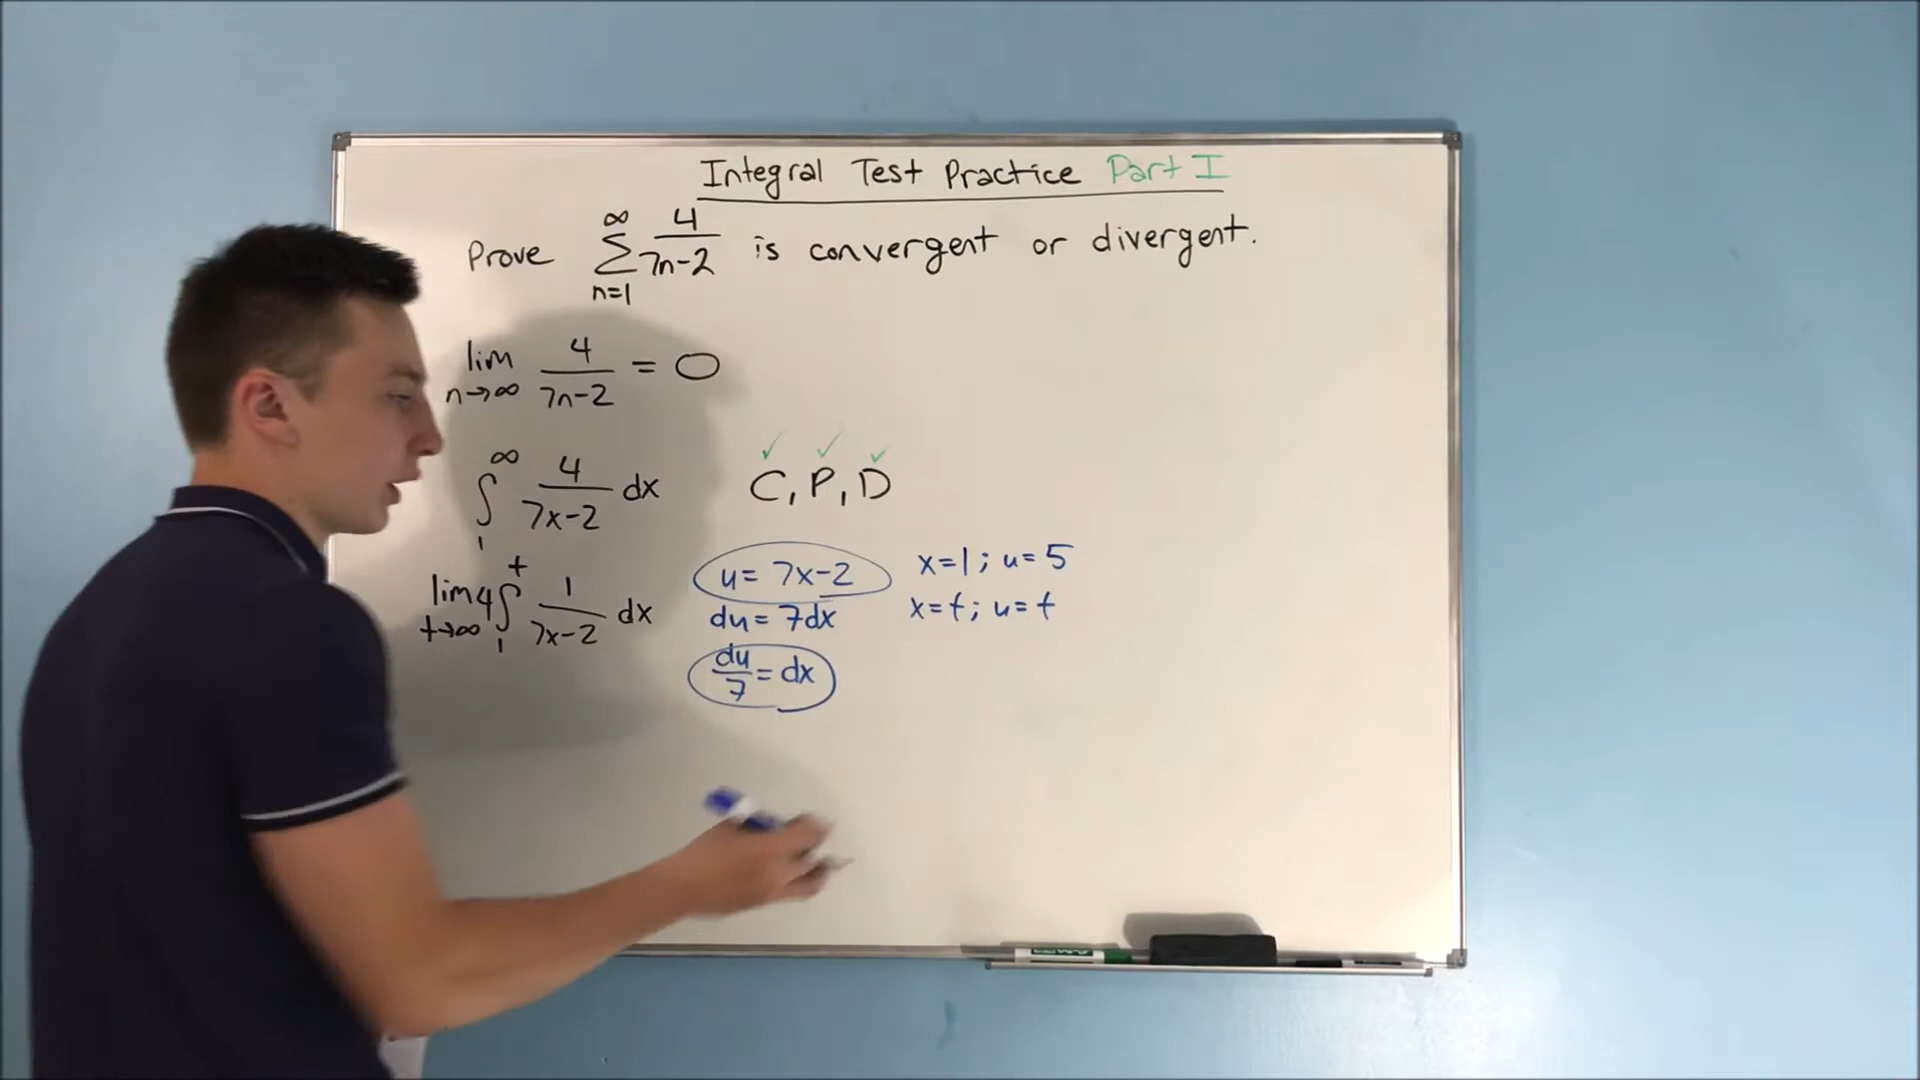 Integral Test Practice Part I
Prove ∞ Σ n=1 4/(7n-2) is convergent or divergent.
lim n→∞ 4/(7n-2) = 0
∫ 1 ∞ 4/(7x-2) dx ✓ ✓ ✓ C, P, D
lim t→∞ 4∫ 1 t 1/(7x-2) dx
u= 7x-2
du= 7dx
du/7 = dx
x=1; u=5
x=t; u=t